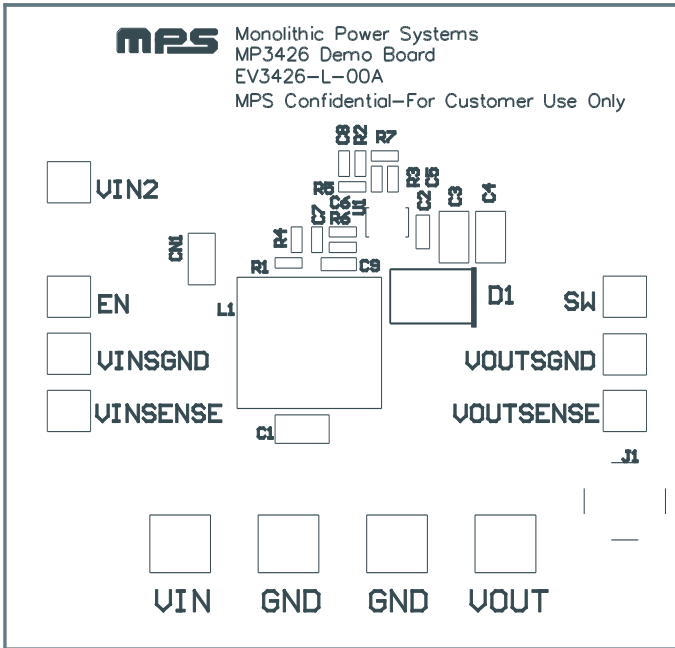 mps
Monolithic Power Systems
MP3426 Demo Board
EV3426-L-00A
MPS Confidential-For Customer Use Only
C8
R2
R7
R5
R3
C5
VIN2
C6
U1
C2
C3
C4
C7
R6
R4
CN1
R1
C9
EN
L1
D1
SW
VINSGND
VOUTSGND
VINSENSE
VOUTSENSE
C1
J1
VIN
GND
GND
VOUT